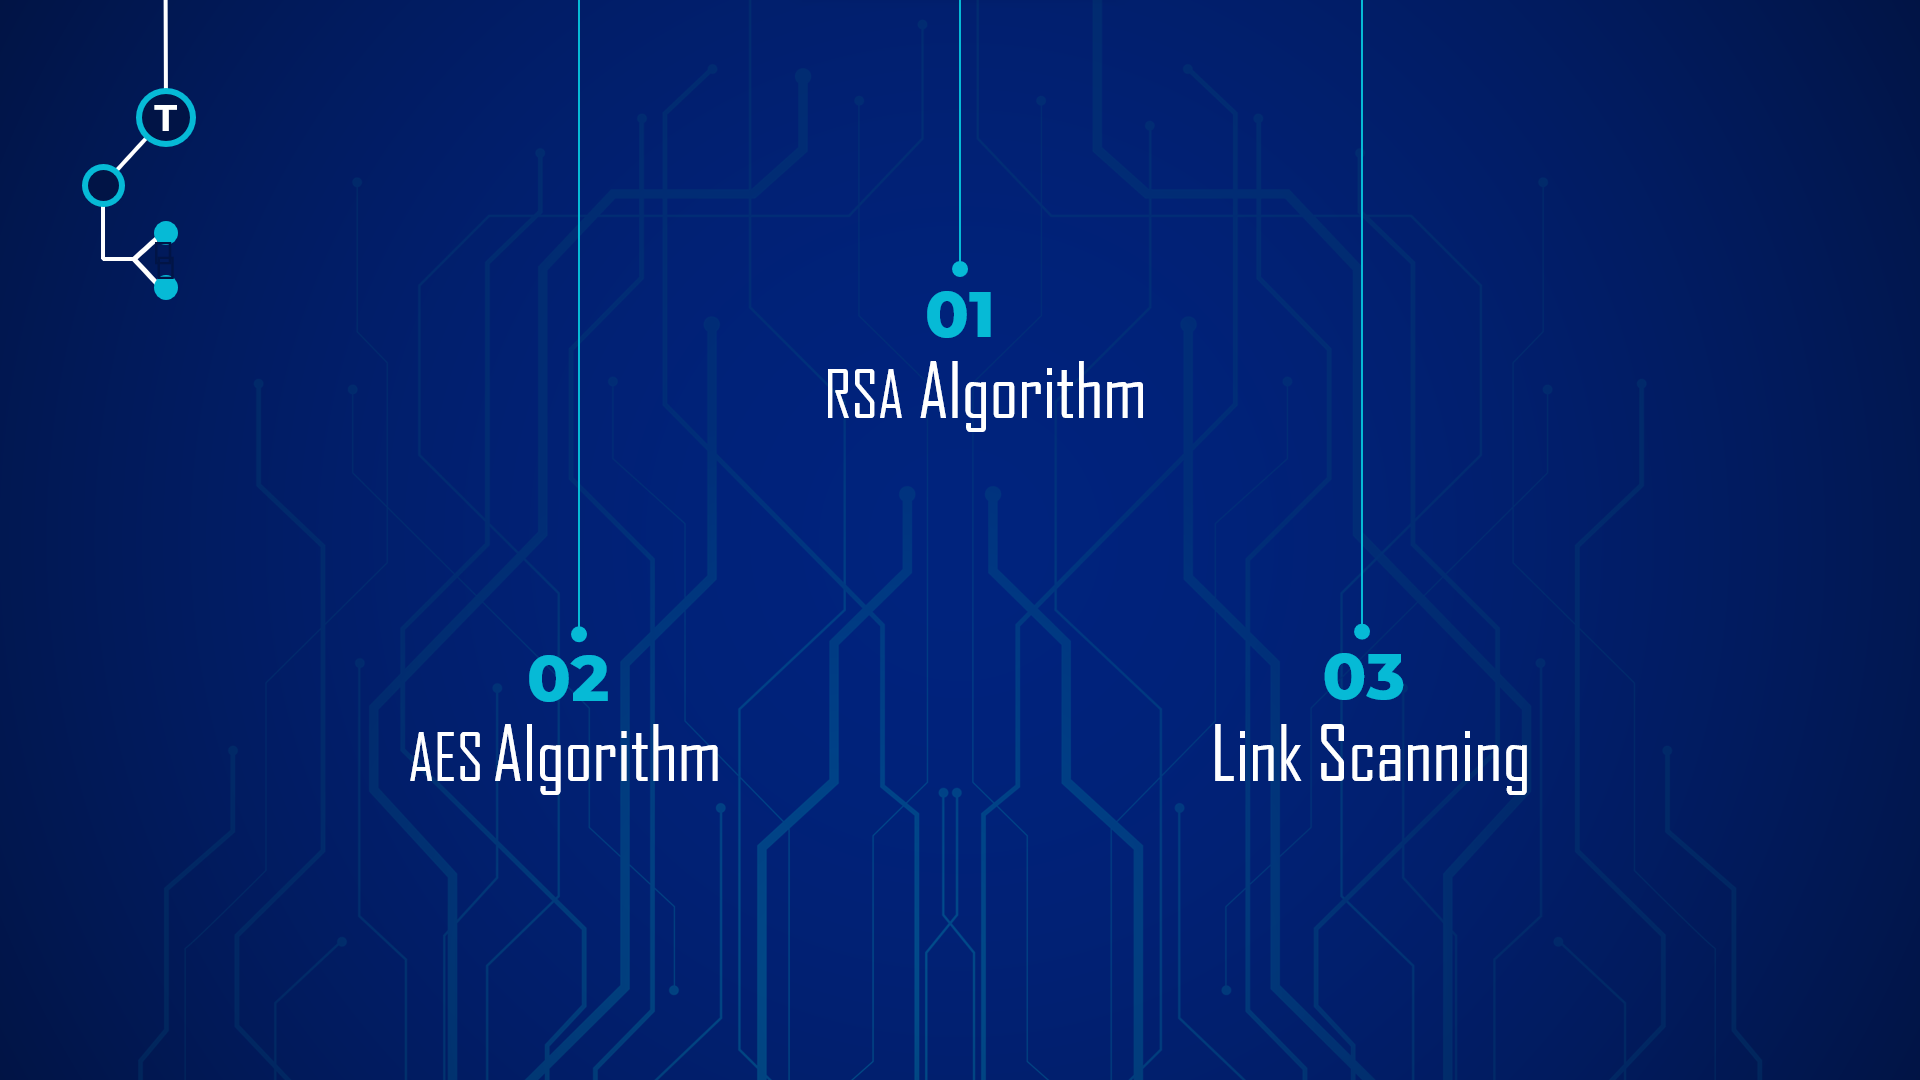 T
01
RSA Algorithm
02
AES Algorithm
03
Link Scanning